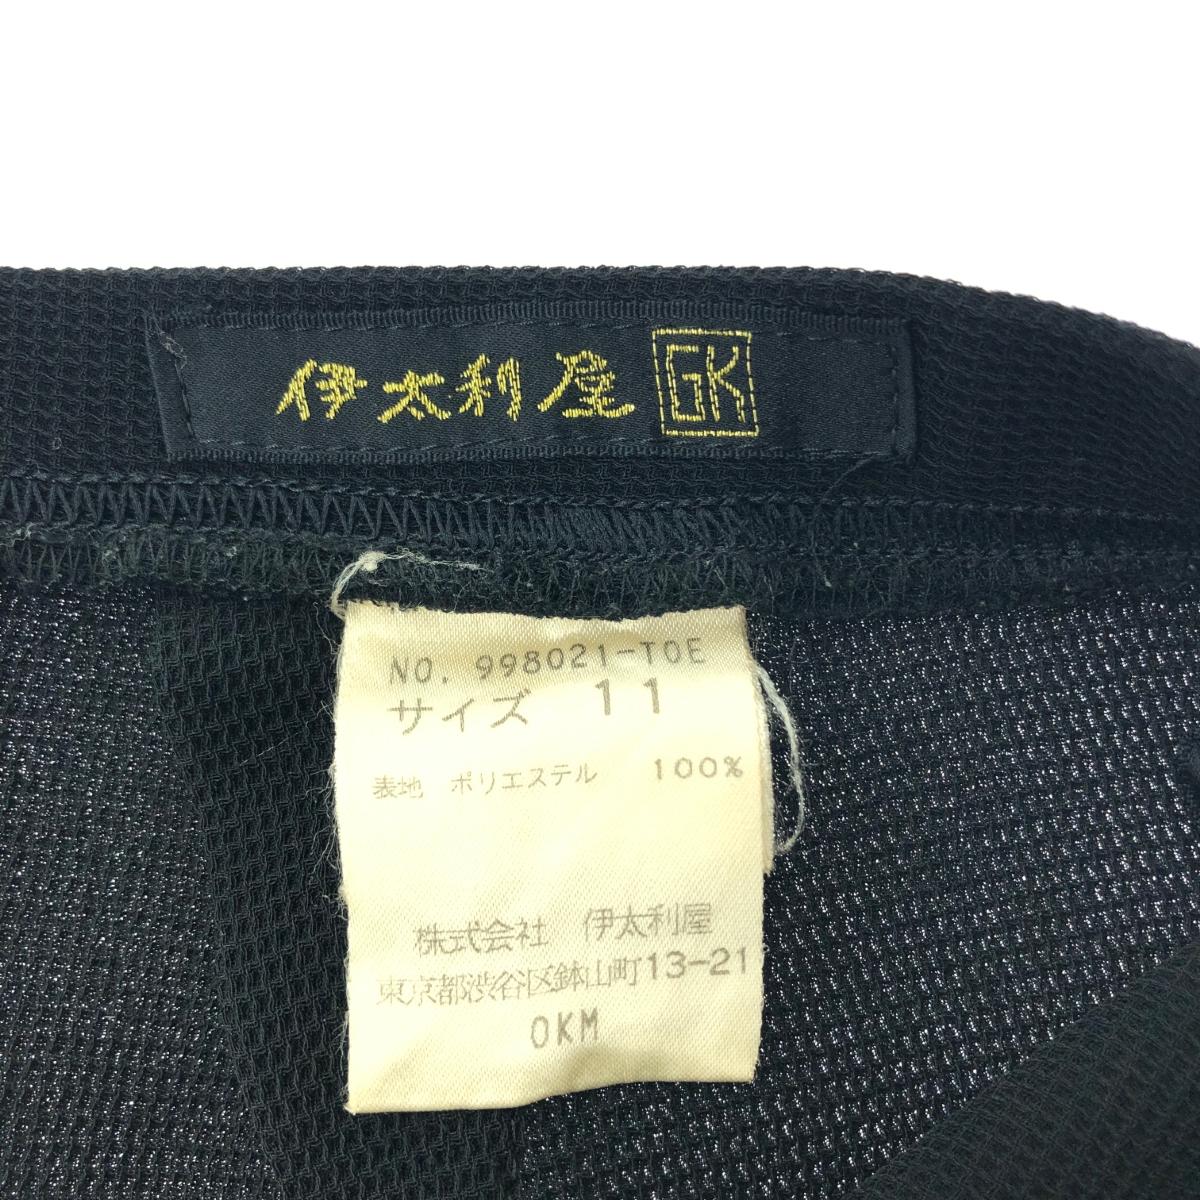 伊太利屋 GK
NO. 998021-TOE
サイズ 11
表地 ポリエステル 100%
株式会社 伊太利屋
東京都渋谷区鉢山町13-21
OKM